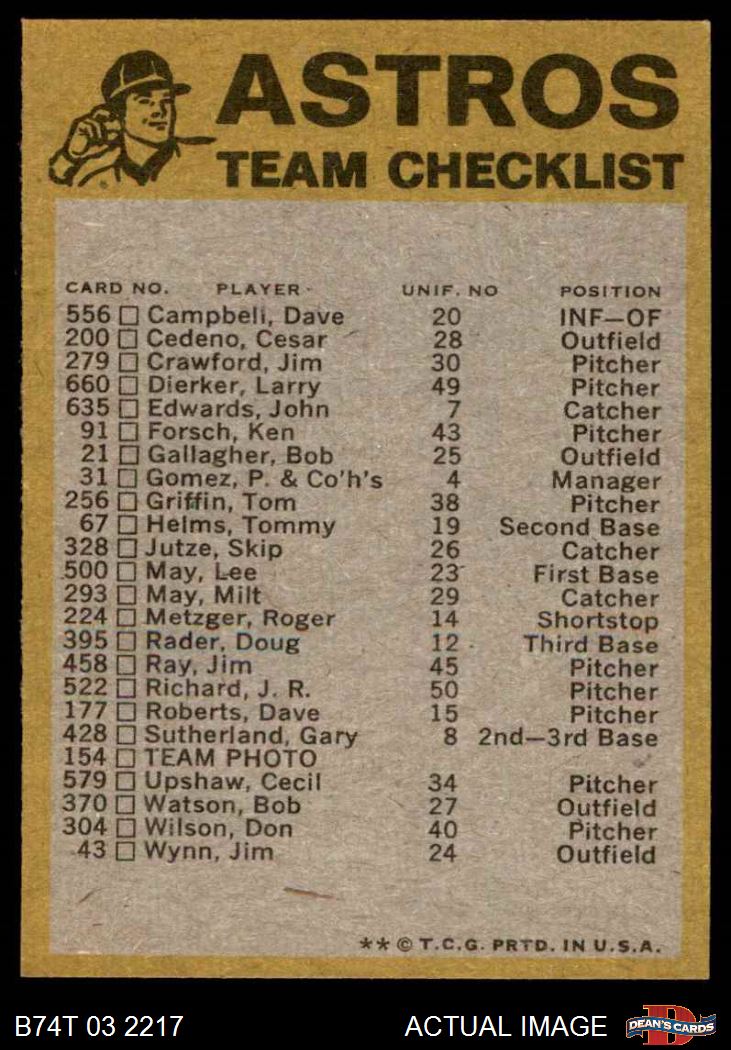 ASTROS
TEAM CHECKLIST
CARD NO. PLAYER UNIF. NO POSITION
556 Campbell, Dave 20 INF—OF
200 Cedeno, Cesar 28 Outfield
279 Crawford, Jim 30 Pitcher
660 Dierker, Larry 49 Pitcher
635 Edwards, John 7 Catcher
91 Forsch, Ken 43 Pitcher
21 Gallagher, Bob 25 Outfield
31 Gomez, P. & Co'h's 4 Manager
256 Griffin, Tom 38 Pitcher
67 Helms, Tommy 19 Second Base
328 Jutze, Skip 26 Catcher
500 May, Lee 23 First Base
293 May, Milt 29 Catcher
224 Metzger, Roger 14 Shortstop
395 Rader, Doug 12 Third Base
458 Ray, Jim 45 Pitcher
522 Richard, J. R. 50 Pitcher
177 Roberts, Dave 15 Pitcher
428 Sutherland, Gary 8 2nd—3rd Base
154 TEAM PHOTO
579 Upshaw, Cecil 34 Pitcher
370 Watson, Bob 27 Outfield
304 Wilson, Don 40 Pitcher
43 Wynn, Jim 24 Outfield
** © T.C.G. PRTD. IN U.S.A.
B74T 03 2217 ACTUAL IMAGE D DEAN'S CARDS